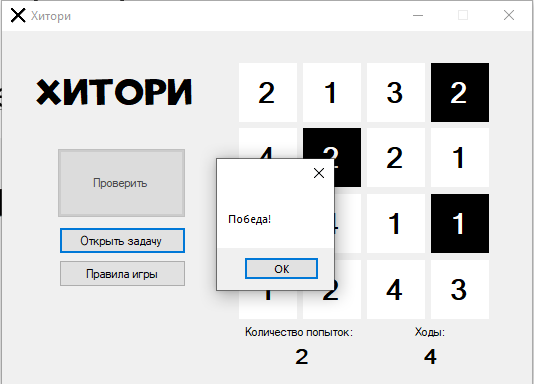 Хитори
ХИТОРИ
2 1 3 2
2 2 1
1 1
2 4 3
Проверить
Открыть задачу
Правила игры
Победа!
OK
Количество попыток: Ходы:
2 4